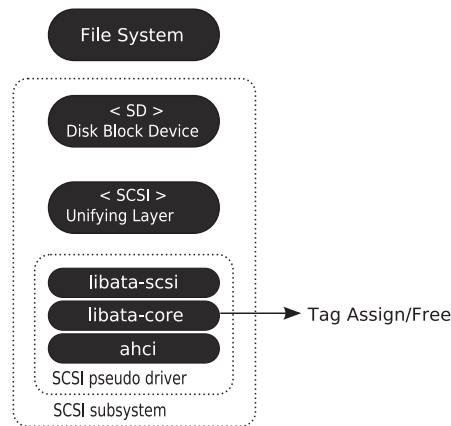 File System
< SD >
Disk Block Device
< SCSI >
Unifying Layer
libata-scsi
libata-core
Tag Assign/Free
ahci
SCSI pseudo driver
SCSI subsystem